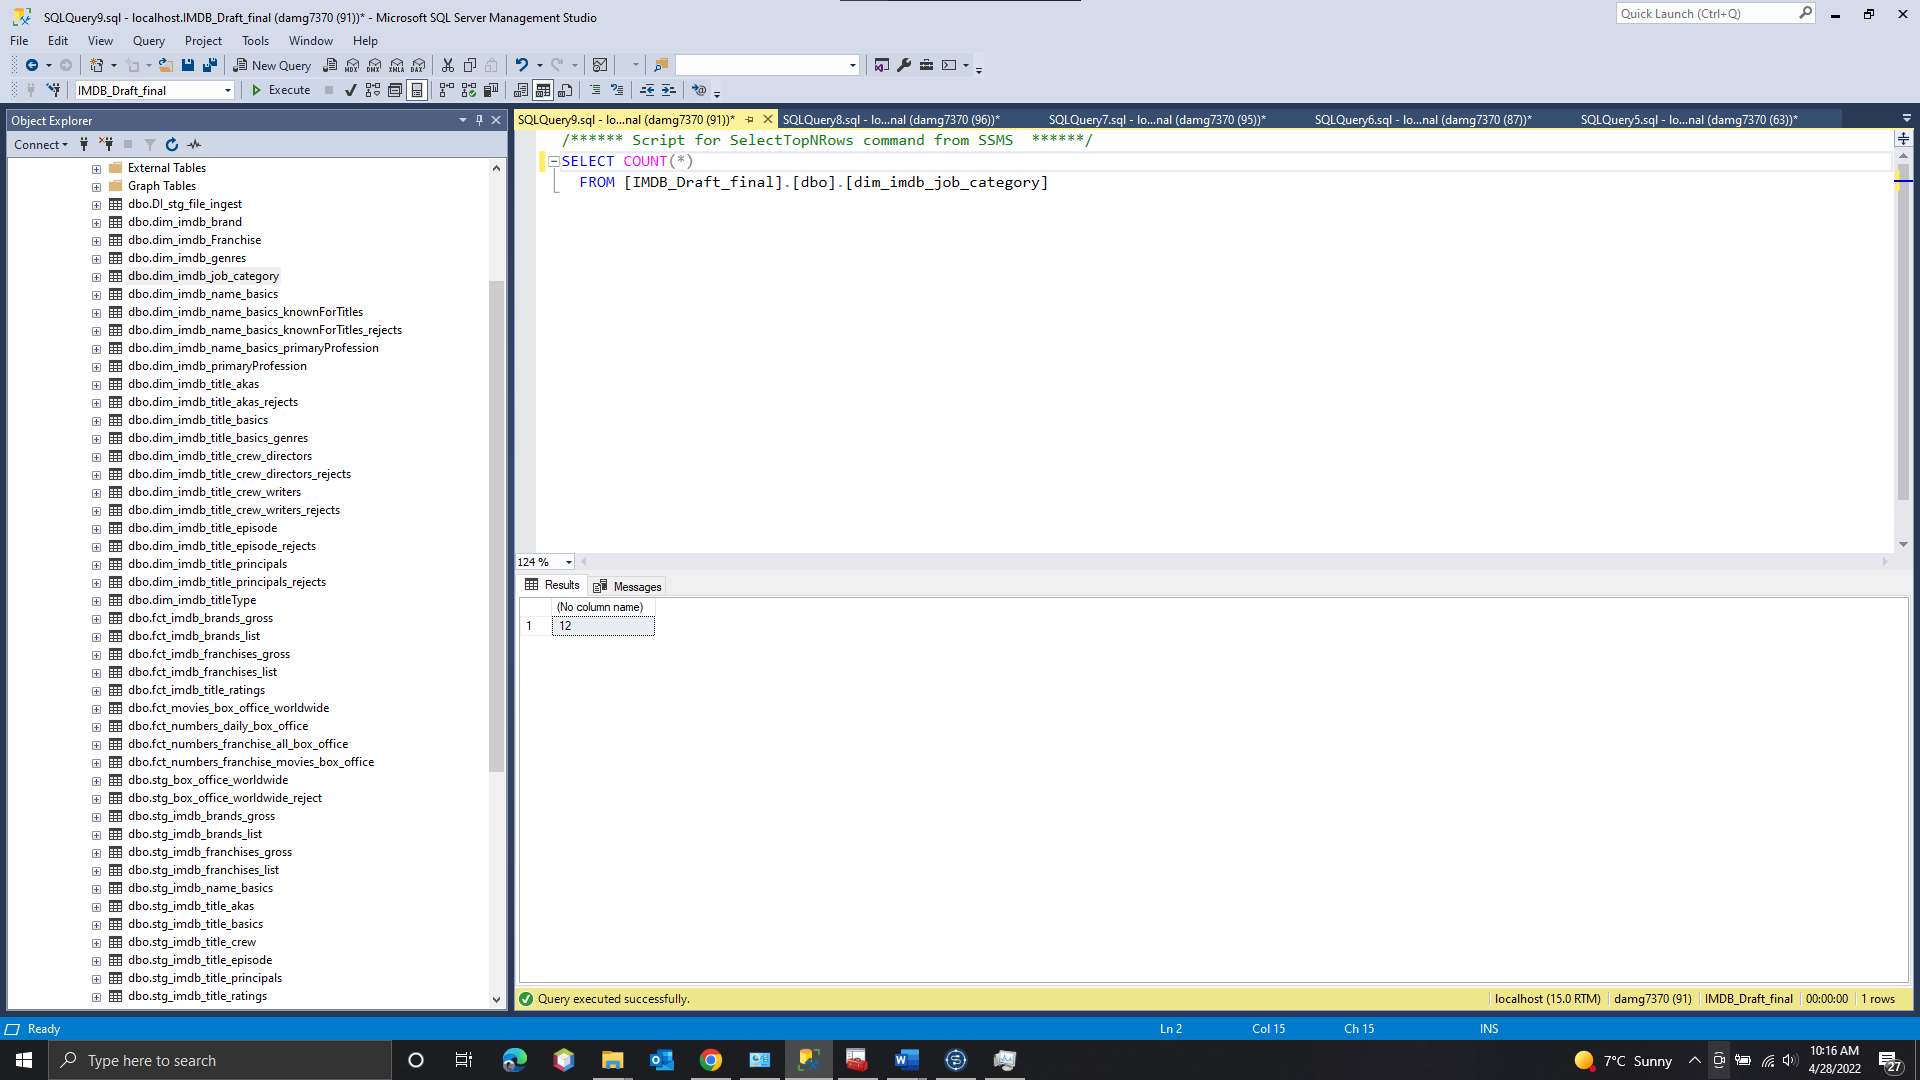 SQLQuery9.sql - localhost.IMDB_Draft_final (damg7370 (91))* - Microsoft SQL Server Management Studio
Quick Launch (Ctrl+Q)
File Edit View Query Project Tools Window Help
New Query
MDX DMX XMLA DAX
IMDB_Draft_final
Execute
Object Explorer
Connect
External Tables
Graph Tables
dbo.DI_stg_file_ingest
dbo.dim_imdb_brand
dbo.dim_imdb_Franchise
dbo.dim_imdb_genres
dbo.dim_imdb_job_category
dbo.dim_imdb_name_basics
dbo.dim_imdb_name_basics_knownForTitles
dbo.dim_imdb_name_basics_knownForTitles_rejects
dbo.dim_imdb_name_basics_primaryProfession
dbo.dim_imdb_primaryProfession
dbo.dim_imdb_title_akas
dbo.dim_imdb_title_akas_rejects
dbo.dim_imdb_title_basics
dbo.dim_imdb_title_basics_genres
dbo.dim_imdb_title_crew_directors
dbo.dim_imdb_title_crew_directors_rejects
dbo.dim_imdb_title_crew_writers
dbo.dim_imdb_title_crew_writers_rejects
dbo.dim_imdb_title_episode
dbo.dim_imdb_title_episode_rejects
dbo.dim_imdb_title_principals
dbo.dim_imdb_title_principals_rejects
dbo.dim_imdb_titleType
dbo.fct_imdb_brands_gross
dbo.fct_imdb_brands_list
dbo.fct_imdb_franchises_gross
dbo.fct_imdb_franchises_list
dbo.fct_imdb_title_ratings
dbo.fct_movies_box_office_worldwide
dbo.fct_numbers_daily_box_office
dbo.fct_numbers_franchise_all_box_office
dbo.fct_numbers_franchise_movies_box_office
dbo.stg_box_office_worldwide
dbo.stg_box_office_worldwide_reject
dbo.stg_imdb_brands_gross
dbo.stg_imdb_brands_list
dbo.stg_imdb_franchises_gross
dbo.stg_imdb_franchises_list
dbo.stg_imdb_name_basics
dbo.stg_imdb_title_akas
dbo.stg_imdb_title_basics
dbo.stg_imdb_title_crew
dbo.stg_imdb_title_episode
dbo.stg_imdb_title_principals
dbo.stg_imdb_title_ratings
SQLQuery9.sql - lo...nal (damg7370 (91))* SQLQuery8.sql - lo...nal (damg7370 (96))* SQLQuery7.sql - lo...nal (damg7370 (95))* SQLQuery6.sql - lo...nal (damg7370 (87))* SQLQuery5.sql - lo...nal (damg7370 (63))*
/****** Script for SelectTopNRows command from SSMS ******/
SELECT COUNT(*)
FROM [IMDB_Draft_final].[dbo].[dim_imdb_job_category]
124 %
Results Messages
(No column name)
1 12
Query executed successfully. localhost (15.0 RTM) damg7370 (91) IMDB_Draft_final 00:00:00 1 rows
Ready Ln 2 Col 15 Ch 15 INS
Type here to search
7°C Sunny
10:16 AM
4/28/2022
27